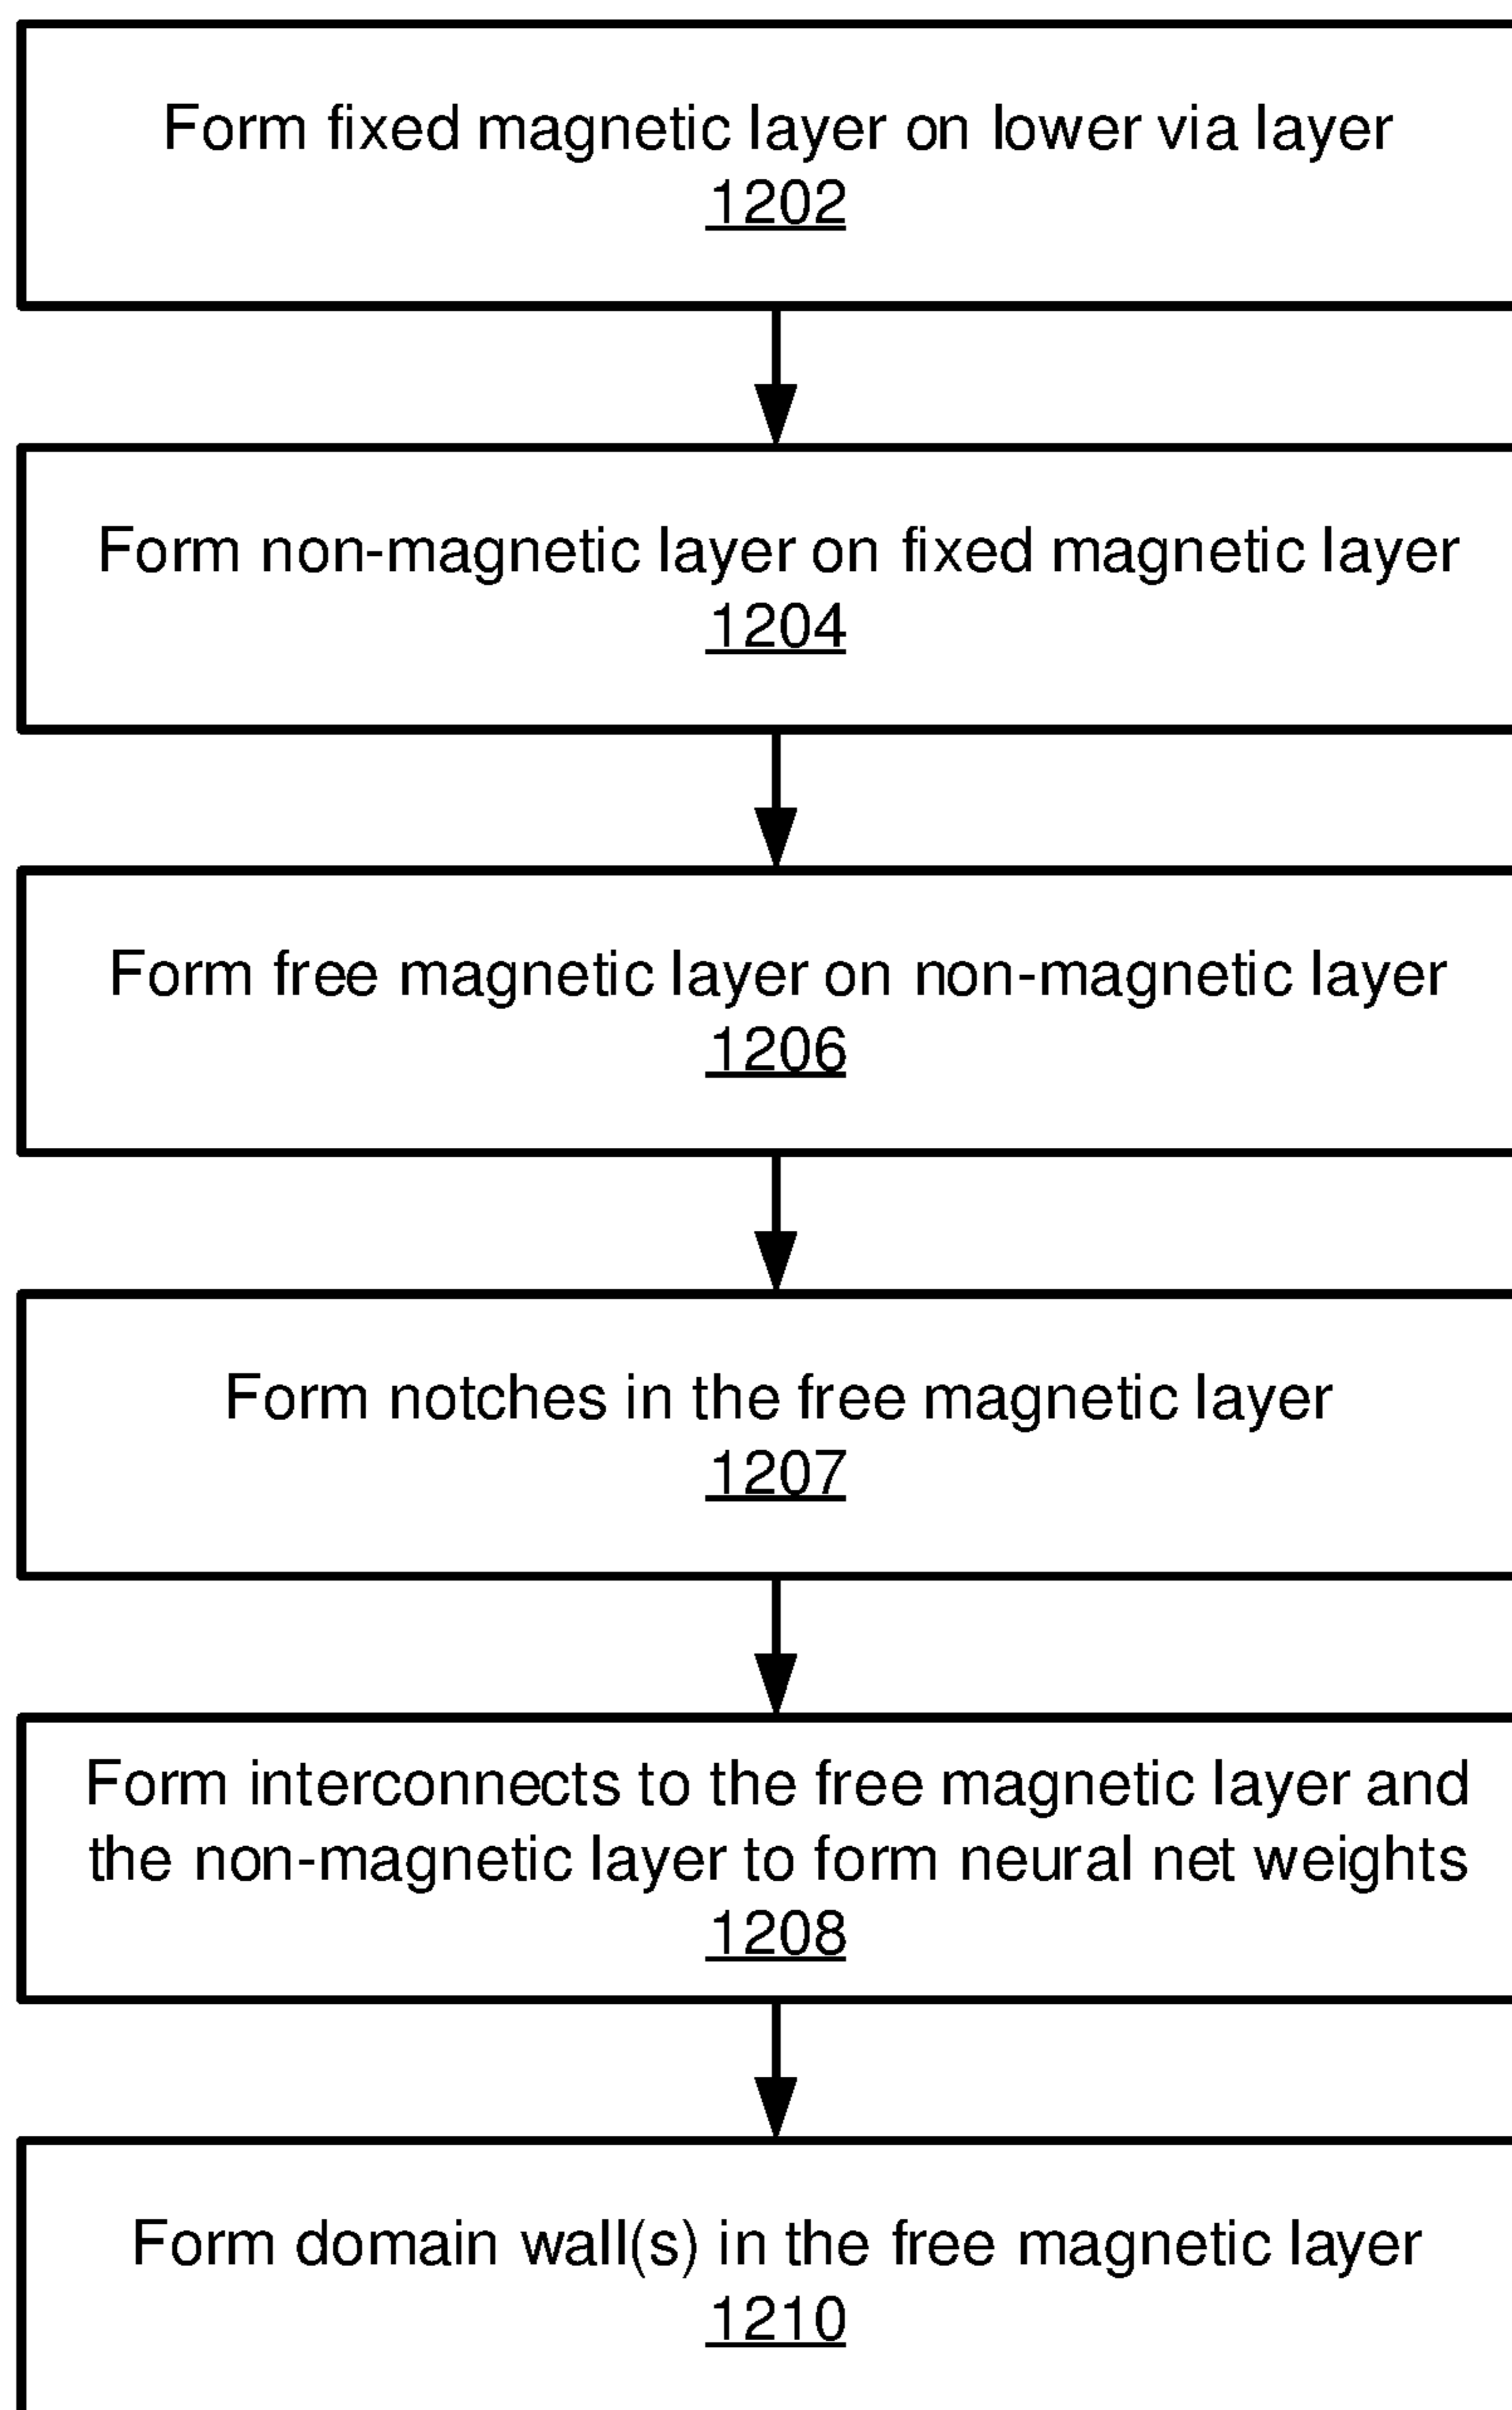 Form fixed magnetic layer on lower via layer
1202
Form non-magnetic layer on fixed magnetic layer
1204
Form free magnetic layer on non-magnetic layer
1206
Form notches in the free magnetic layer
1207
Form interconnects to the free magnetic layer and
the non-magnetic layer to form neural net weights
1208
Form domain wall(s) in the free magnetic layer
1210